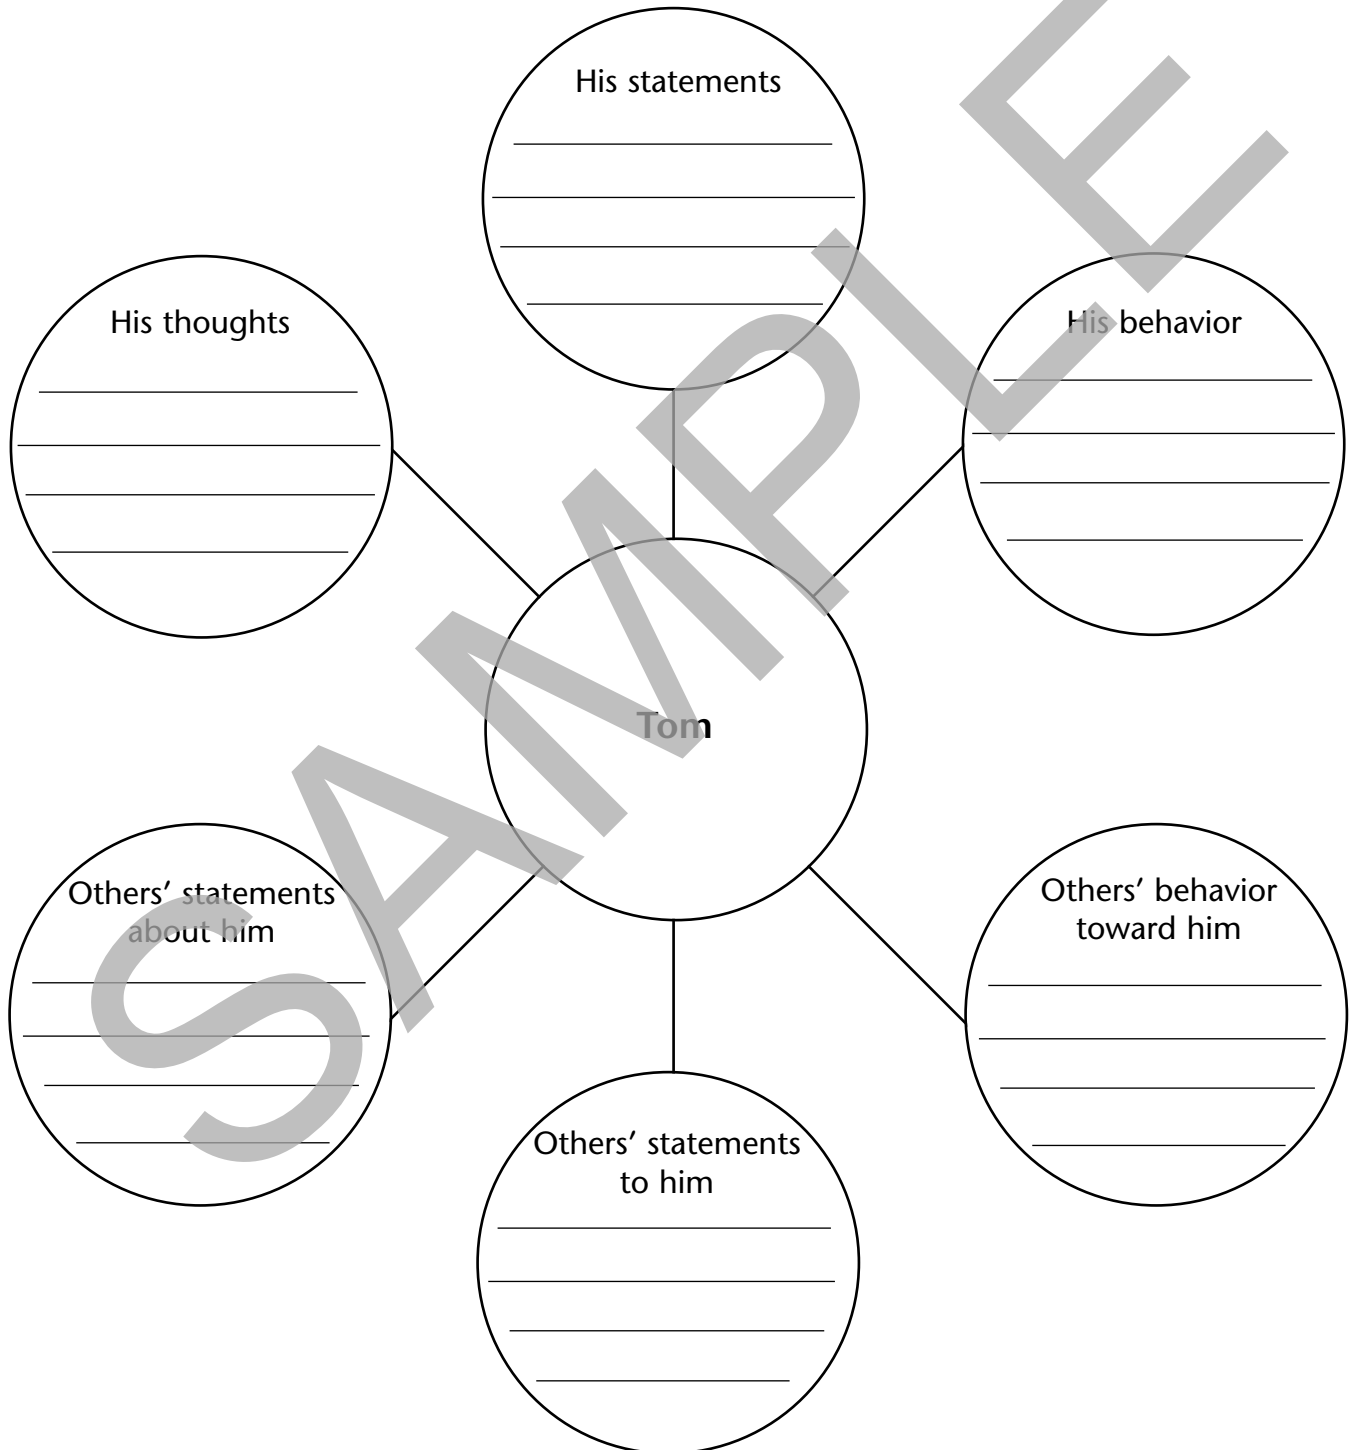 His statements
His thoughts
His behavior
Tom
Others' statements
about him
Others' behavior
toward him
Others' statements
to him
SAMPLE